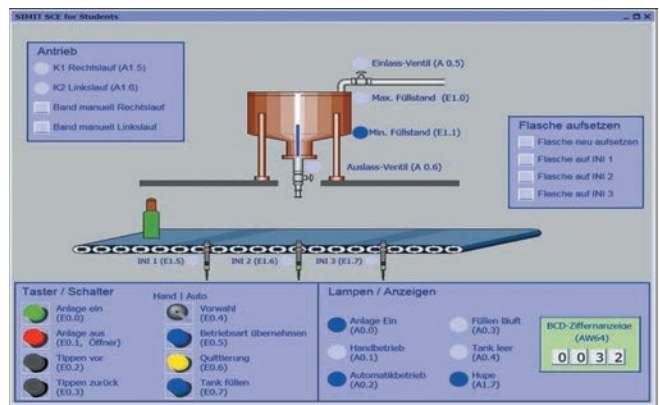 SIMIT SCE for Students
Antrieb
K1 Rechtslauf (A1.5)
K2 Linkslauf (A1.6)
Band manuell Rechtslauf
Band manuell Linkslauf
Einlass-Ventil (A 0.5)
Max. Füllstand (E1.0)
Min. Füllstand (E1.1)
Auslass-Ventil (A 0.6)
Flasche aufsetzen
Flasche neu aufsetzen
Flasche auf INI 1
Flasche auf INI 2
Flasche auf INI 3
INI 1 (E1.5)
INI 2 (E1.6)
INI 3 (E1.7)
Taster / Schalter
Anlage ein
(E0.0)
Anlage aus
(E0.1, Öffner)
Tippen vor
(E0.2)
Tippen zurück
(E0.3)
Hand | Auto
Vorwahl
(E0.4)
Betriebsart übernehmen
(E0.5)
Quittierung
(E0.6)
Tank füllen
(E0.7)
Lampen / Anzeigen
Anlage Ein
(A0.0)
Handbetrieb
(A0.1)
Automatikbetrieb
(A0.2)
Füllen läuft
(A0.3)
Tank leer
(A0.4)
Hupe
(A1.7)
BCD-Ziffernanzeige
(AW64)
0 0 3 2